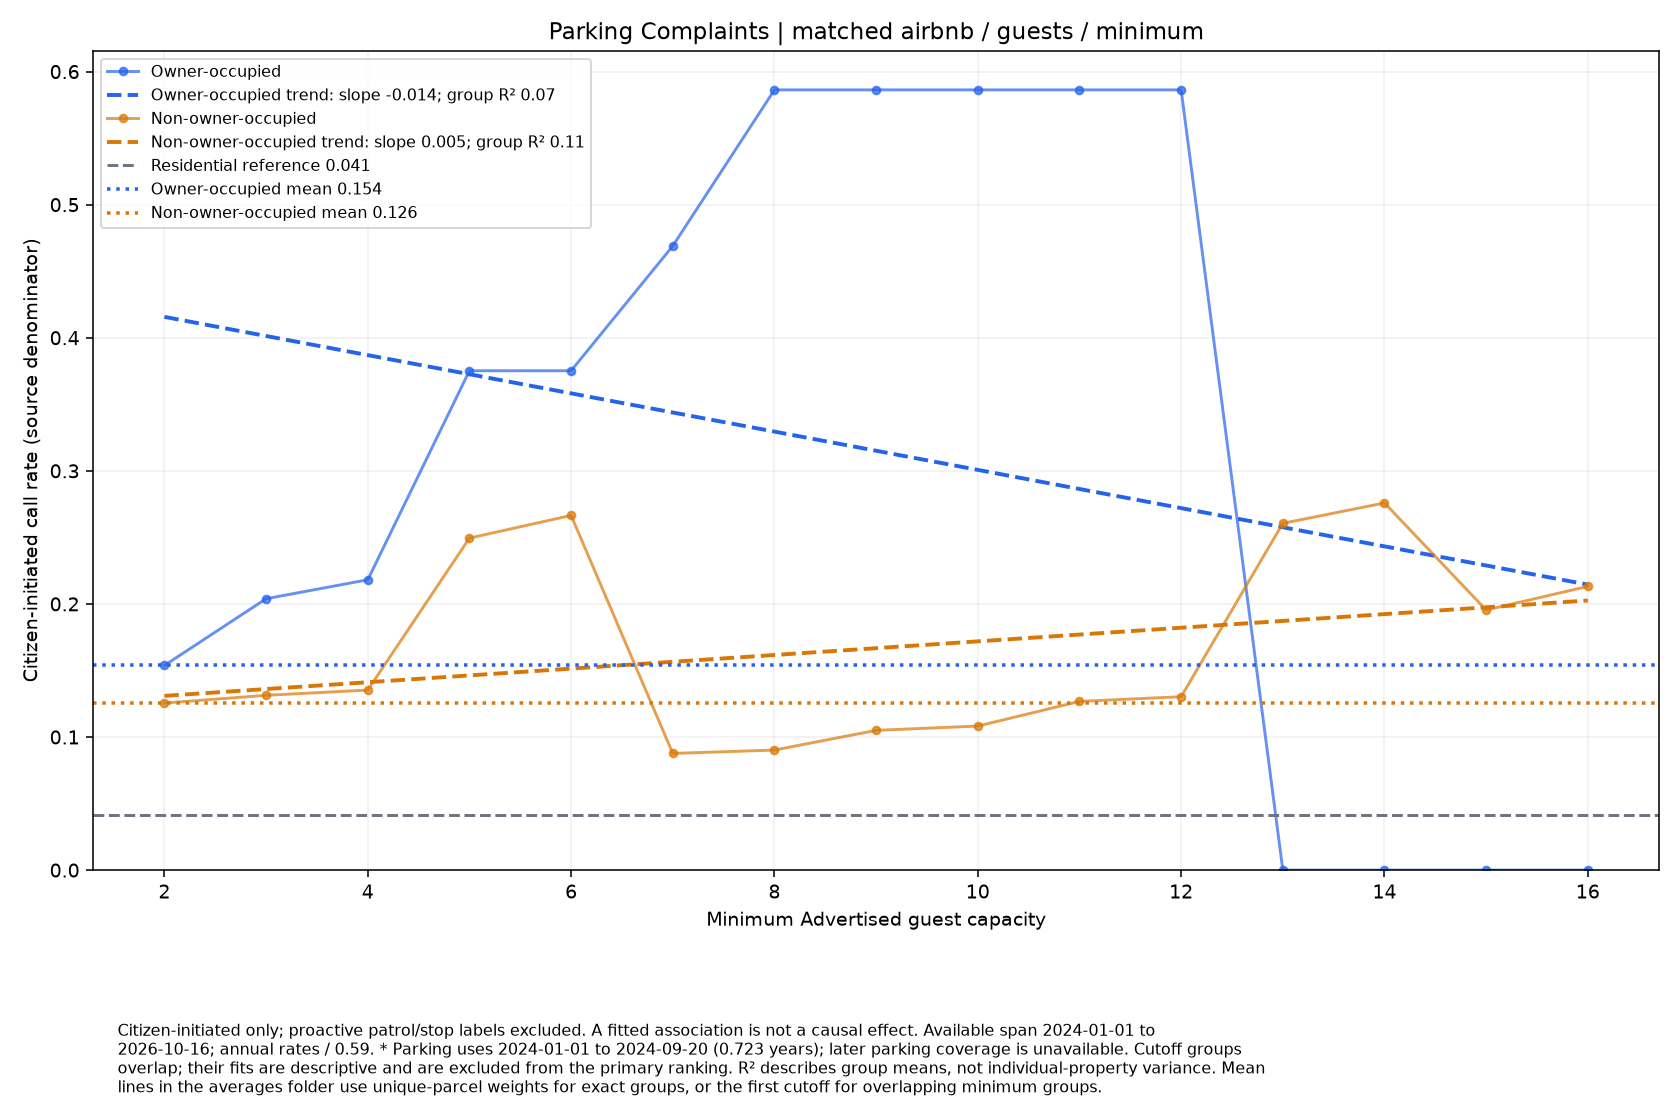 Parking Complaints | matched airbnb / guests / minimum
Owner-occupied
Owner-occupied trend: slope -0.014; group R² 0.07
Non-owner-occupied
Non-owner-occupied trend: slope 0.005; group R² 0.11
Residential reference 0.041
Owner-occupied mean 0.154
Non-owner-occupied mean 0.126
Citizen-initiated call rate (source denominator)
0.6
0.5
0.4
0.3
0.2
0.1
0.0
2 4 6 8 10 12 14 16
Minimum Advertised guest capacity
Citizen-initiated only; proactive patrol/stop labels excluded. A fitted association is not a causal effect. Available span 2024-01-01 to
2026-10-16; annual rates / 0.59. * Parking uses 2024-01-01 to 2024-09-20 (0.723 years); later parking coverage is unavailable. Cutoff groups
overlap; their fits are descriptive and are excluded from the primary ranking. R² describes group means, not individual-property variance. Mean
lines in the averages folder use unique-parcel weights for exact groups, or the first cutoff for overlapping minimum groups.